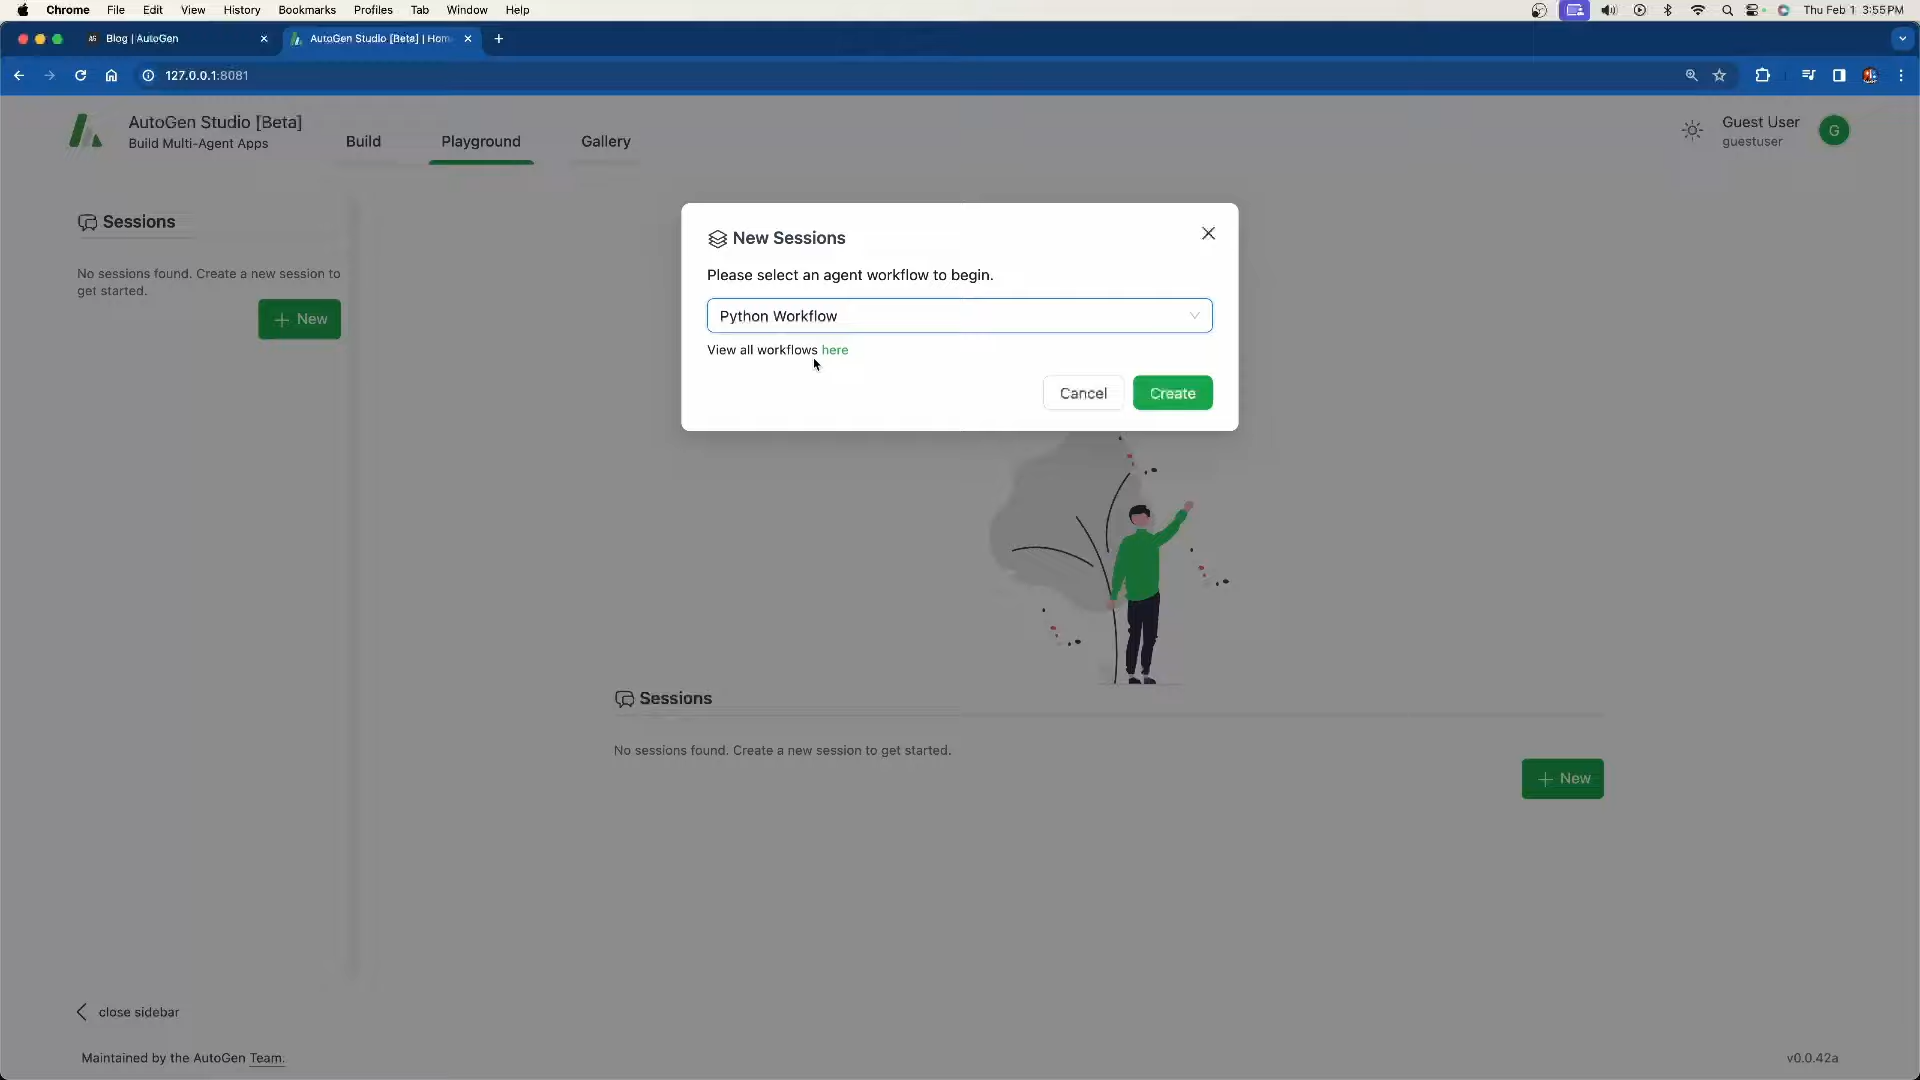 Chrome File Edit View History Bookmarks Profiles Tab Window Help Thu Feb 1 3:55 PM
Blog | AutoGen AutoGen Studio [Beta] | Hom
127.0.0.1:8081
AutoGen Studio [Beta]
Build Multi-Agent Apps
Build Playground Gallery
Guest User
guestuser
G
Sessions
No sessions found. Create a new session to
get started.
+ New
New Sessions
Please select an agent workflow to begin.
Python Workflow
View all workflows here
Cancel Create
Sessions
No sessions found. Create a new session to get started.
+ New
close sidebar
Maintained by the AutoGen Team.
v0.0.42a